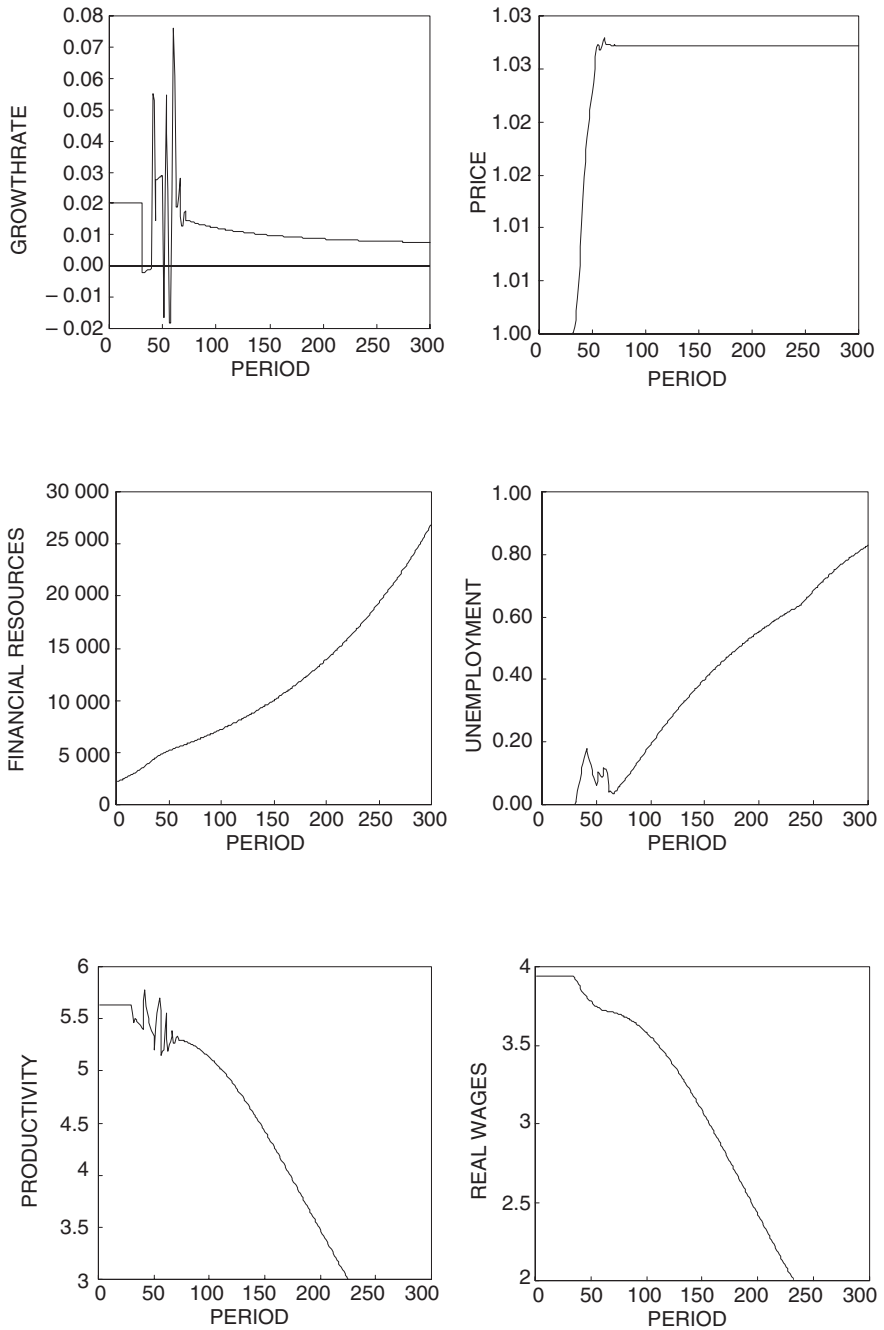 0.08
0.07
0.06
0.05
0.04
0.03
0.02
0.01
0.00
– 0.01
– 0.02
GROWTHRATE
0 50 100 150 200 250 300
PERIOD
1.03
1.03
1.02
1.02
1.01
1.01
1.00
PRICE
0 50 100 150 200 250 300
PERIOD
30 000
25 000
20 000
15 000
10 000
5 000
0
FINANCIAL RESOURCES
0 50 100 150 200 250 300
PERIOD
1.00
0.80
0.60
0.40
0.20
0.00
UNEMPLOYMENT
0 50 100 150 200 250 300
PERIOD
6
5.5
5
4.5
4
3.5
3
PRODUCTIVITY
0 50 100 150 200 250 300
PERIOD
4
3.5
3
2.5
2
REAL WAGES
0 50 100 150 200 250 300
PERIOD